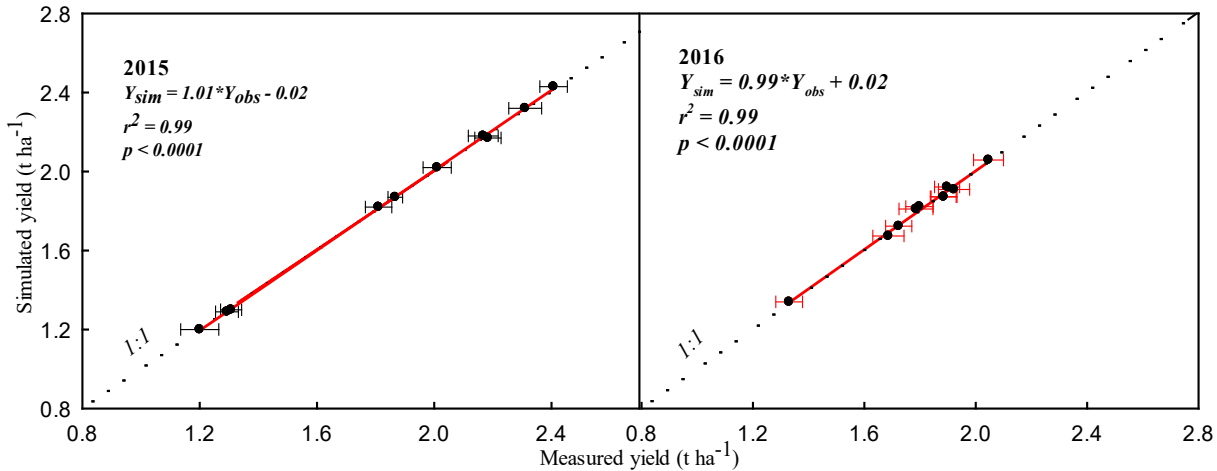 2.8
2.4
2.0
1.6
1.2
0.8
Simulated yield (t ha⁻¹)
2015
Ysim = 1.01*Yobs - 0.02
r² = 0.99
p < 0.0001
1:1
0.8
1.2
1.6
2.0
2.4
2016
Ysim = 0.99*Yobs + 0.02
r² = 0.99
p < 0.0001
1:1
0.8
1.2
1.6
2.0
2.4
2.8
Measured yield (t ha⁻¹)